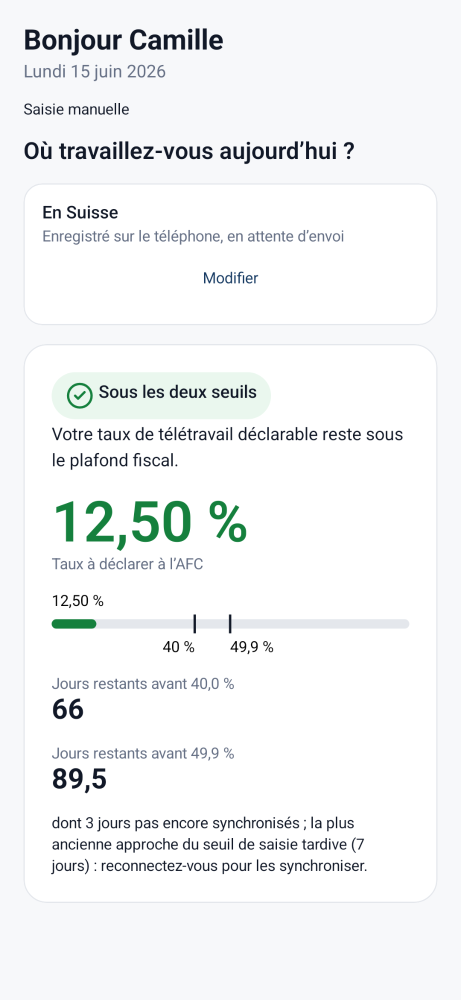 Bonjour Camille
Lundi 15 juin 2026
Saisie manuelle
Où travaillez-vous aujourd’hui ?
En Suisse
Enregistré sur le téléphone, en attente d’envoi
Modifier
Sous les deux seuils
Votre taux de télétravail déclarable reste sous
le plafond fiscal.
12,50 %
Taux à déclarer à l’AFC
12,50 %
40 % 49,9 %
Jours restants avant 40,0 %
66
Jours restants avant 49,9 %
89,5
dont 3 jours pas encore synchronisés ; la plus
ancienne approche du seuil de saisie tardive (7
jours) : reconnectez-vous pour les synchroniser.